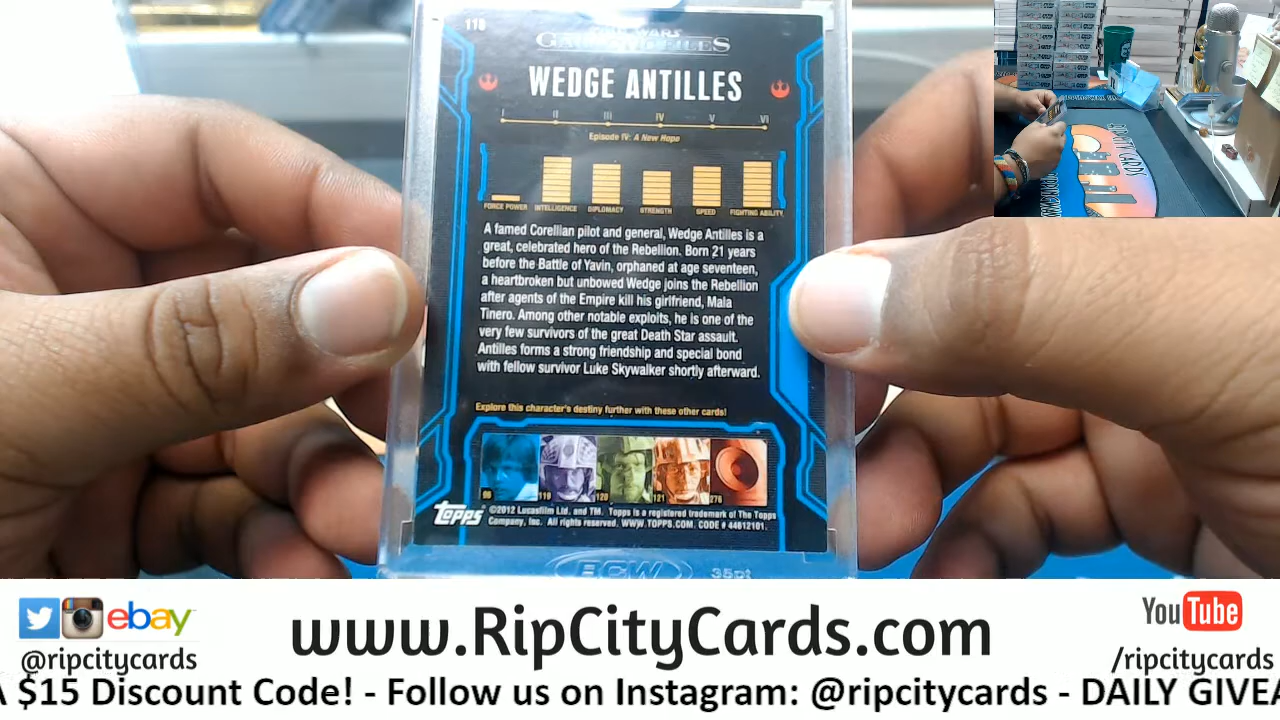 118
STAR WARS
GALACTIC FILES
WEDGE ANTILLES
I II III IV V VI
Episode IV: A New Hope
FORCE POWER INTELLIGENCE DIPLOMACY STRENGTH SPEED FIGHTING ABILITY
A famed Corellian pilot and general, Wedge Antilles is a
great, celebrated hero of the Rebellion. Born 21 years
before the Battle of Yavin, orphaned at age seventeen,
a heartbroken but unbowed Wedge joins the Rebellion
after agents of the Empire kill his girlfriend, Mala
Tinero. Among other notable exploits, he is one of the
very few survivors of the great Death Star assault.
Antilles forms a strong friendship and special bond
with fellow survivor Luke Skywalker shortly afterward.
Explore this character's destiny further with these other cards!
119 120 121 276
Topps
©2012 Lucasfilm Ltd. and TM. Topps is a registered trademark of The Topps
Company, Inc. All rights reserved. WWW.TOPPS.COM. CODE # 44612101.
BCW 35pt
RIP CITY CARDS
ebay
@ripcitycards
www.RipCityCards.com
YouTube
/ripcitycards
A $15 Discount Code! - Follow us on Instagram: @ripcitycards - DAILY GIVEA